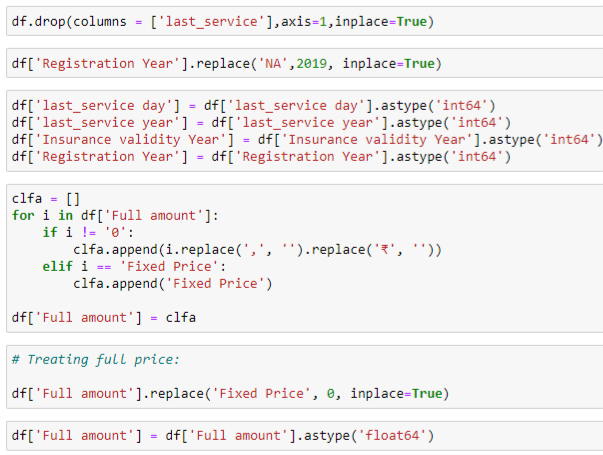 df.drop(columns = ['last_service'],axis=1,inplace=True)
df['Registration Year'].replace('NA',2019, inplace=True)
df['last_service day'] = df['last_service day'].astype('int64')
df['last_service year'] = df['last_service year'].astype('int64')
df['Insurance validity Year'] = df['Insurance validity Year'].astype('int64')
df['Registration Year'] = df['Registration Year'].astype('int64')
clfa = []
for i in df['Full amount']:
    if i != '0':
        clfa.append(i.replace(',', '').replace('₹', ''))
    elif i == 'Fixed Price':
        clfa.append('Fixed Price')
df['Full amount'] = clfa
# Treating full price:
df['Full amount'].replace('Fixed Price', 0, inplace=True)
df['Full amount'] = df['Full amount'].astype('float64')